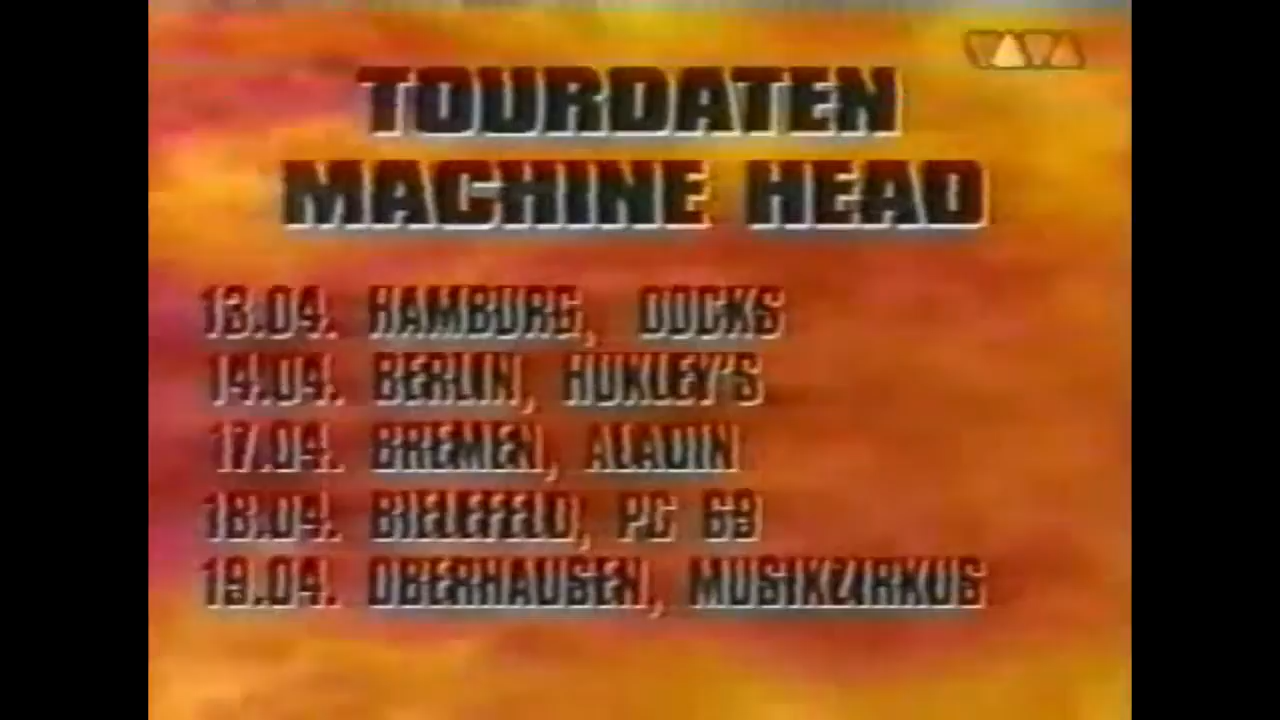 VIVA
TOURDATEN
MACHINE HEAD
13.04. HAMBURG, DOCKS
14.04. BERLIN, HUXLEY'S
17.04. BREMEN, ALADIN
18.04. BIELEFELD, PC 69
19.04. OBERHAUSEN, MUSIKZIRKUS